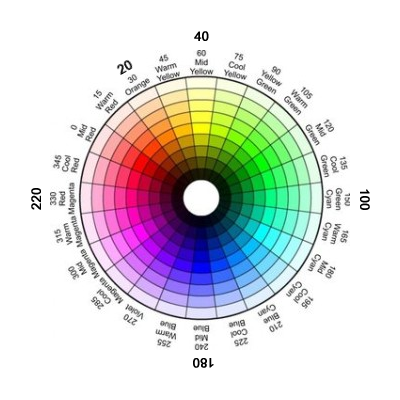 40
60
Mid
Yellow
75
Cool
Yellow
90
Yellow
Green
105
Warm
Green
120
Mid
Green
135
Cool
Green
150
Green
Cyan
100
165
Warm
Cyan
180
Mid
Cyan
195
Cool
Cyan
210
Cyan
Blue
225
Cool
Blue
240
Mid
Blue
180
255
Warm
Blue
270
Violet
285
Cool
Magenta
300
Mid
Magenta
315
Warm
Magenta
330
Red
Magenta
220
345
Cool
Red
0
Mid
Red
15
Warm
Red
20
30
Orange
45
Warm
Yellow